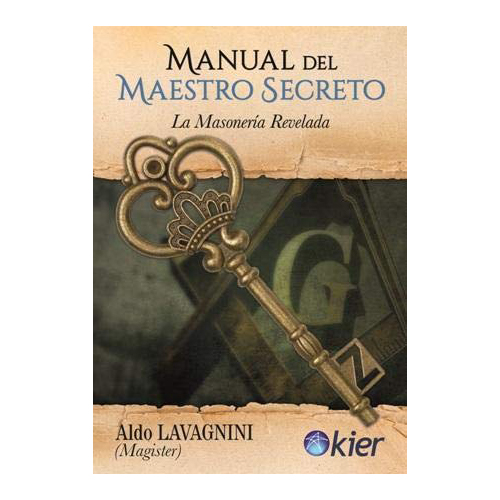 MANUAL DEL
MAESTRO SECRETO
La Masonería Revelada
G
Z
Aldo LAVAGNINI
(Magister)
kier